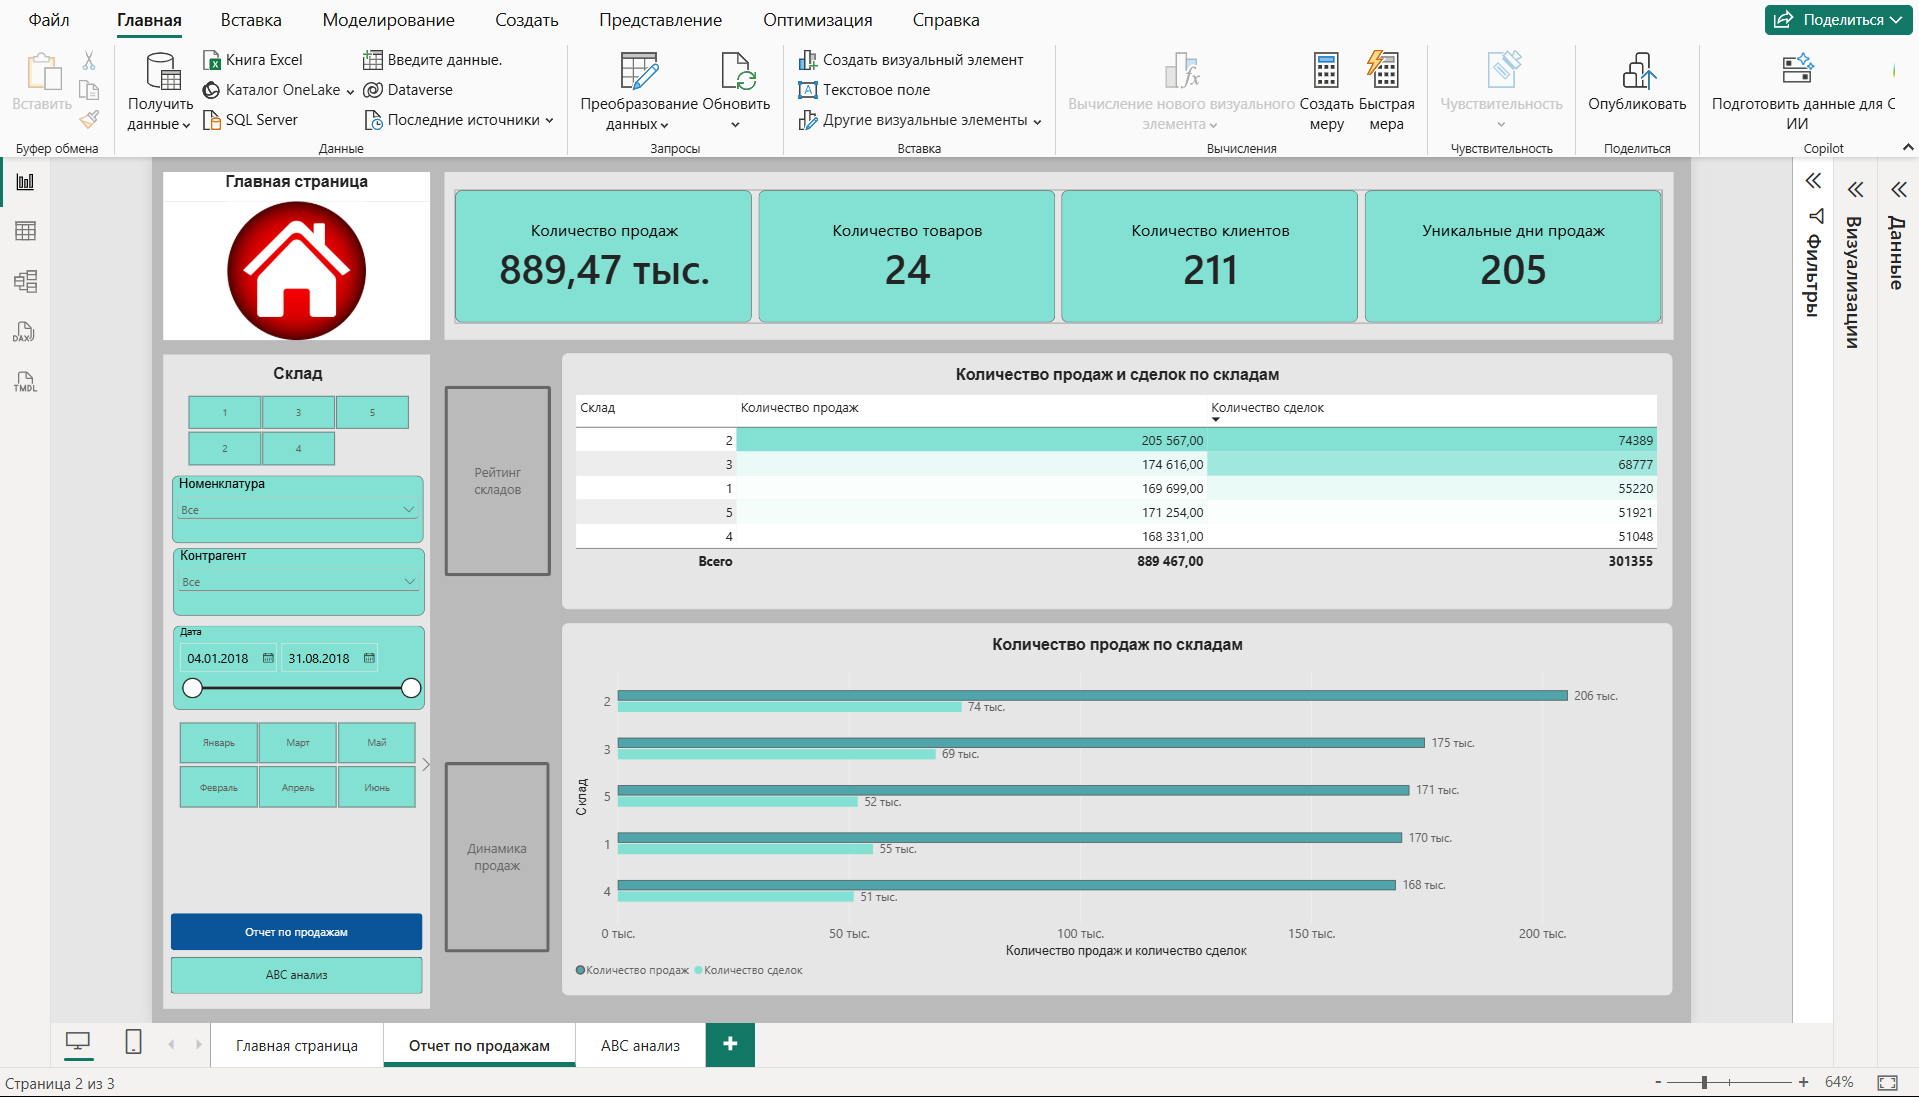 Файл
Главная
Вставка
Моделирование
Создать
Представление
Оптимизация
Справка
Поделиться
Вставить
Буфер обмена
Получить
данные
Книга Excel
Каталог OneLake
SQL Server
Введите данные.
Dataverse
Последние источники
Данные
Преобразование
данных
Обновить
Запросы
Создать визуальный элемент
Текстовое поле
Другие визуальные элементы
Вставка
Вычисление нового визуального
элемента
Создать
меру
Быстрая
мера
Вычисления
Чувствительность
Чувствительность
Опубликовать
Поделиться
Подготовить данные для С
ИИ
Copilot
DAX
TMDL
Главная страница
Количество продаж
889,47 тыс.
Количество товаров
24
Количество клиентов
211
Уникальные дни продаж
205
Фильтры
Визуализации
Данные
Склад
1
3
5
2
4
Номенклатура
Все
Контрагент
Все
Дата
04.01.2018
31.08.2018
Январь
Март
Май
Февраль
Апрель
Июнь
Отчет по продажам
ABC анализ
Рейтинг
складов
Динамика
продаж
Количество продаж и сделок по складам
Склад Количество продаж Количество сделок
2 205 567,00 74389
3 174 616,00 68777
1 169 699,00 55220
5 171 254,00 51921
4 168 331,00 51048
Всего 889 467,00 301355
Количество продаж по складам
Склад
2 206 тыс.
74 тыс.
3 175 тыс.
69 тыс.
5 171 тыс.
52 тыс.
1 170 тыс.
55 тыс.
4 168 тыс.
51 тыс.
0 тыс. 50 тыс. 100 тыс. 150 тыс. 200 тыс.
Количество продаж и количество сделок
Количество продаж Количество сделок
Главная страница
Отчет по продажам
ABC анализ
+
Страница 2 из 3
- + 64%